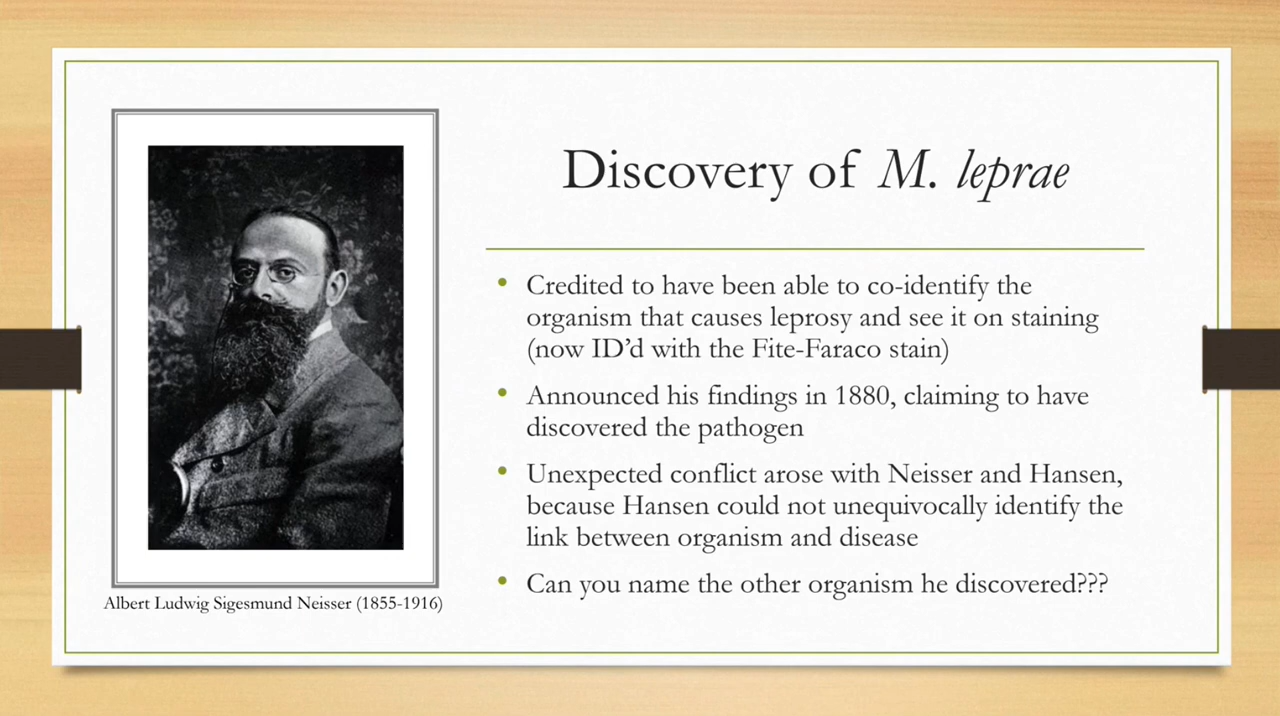 Discovery of M. leprae
• Credited to have been able to co-identify the
organism that causes leprosy and see it on staining
(now ID’d with the Fite-Faraco stain)
• Announced his findings in 1880, claiming to have
discovered the pathogen
• Unexpected conflict arose with Neisser and Hansen,
because Hansen could not unequivocally identify the
link between organism and disease
• Can you name the other organism he discovered???
Albert Ludwig Sigesmund Neisser (1855-1916)